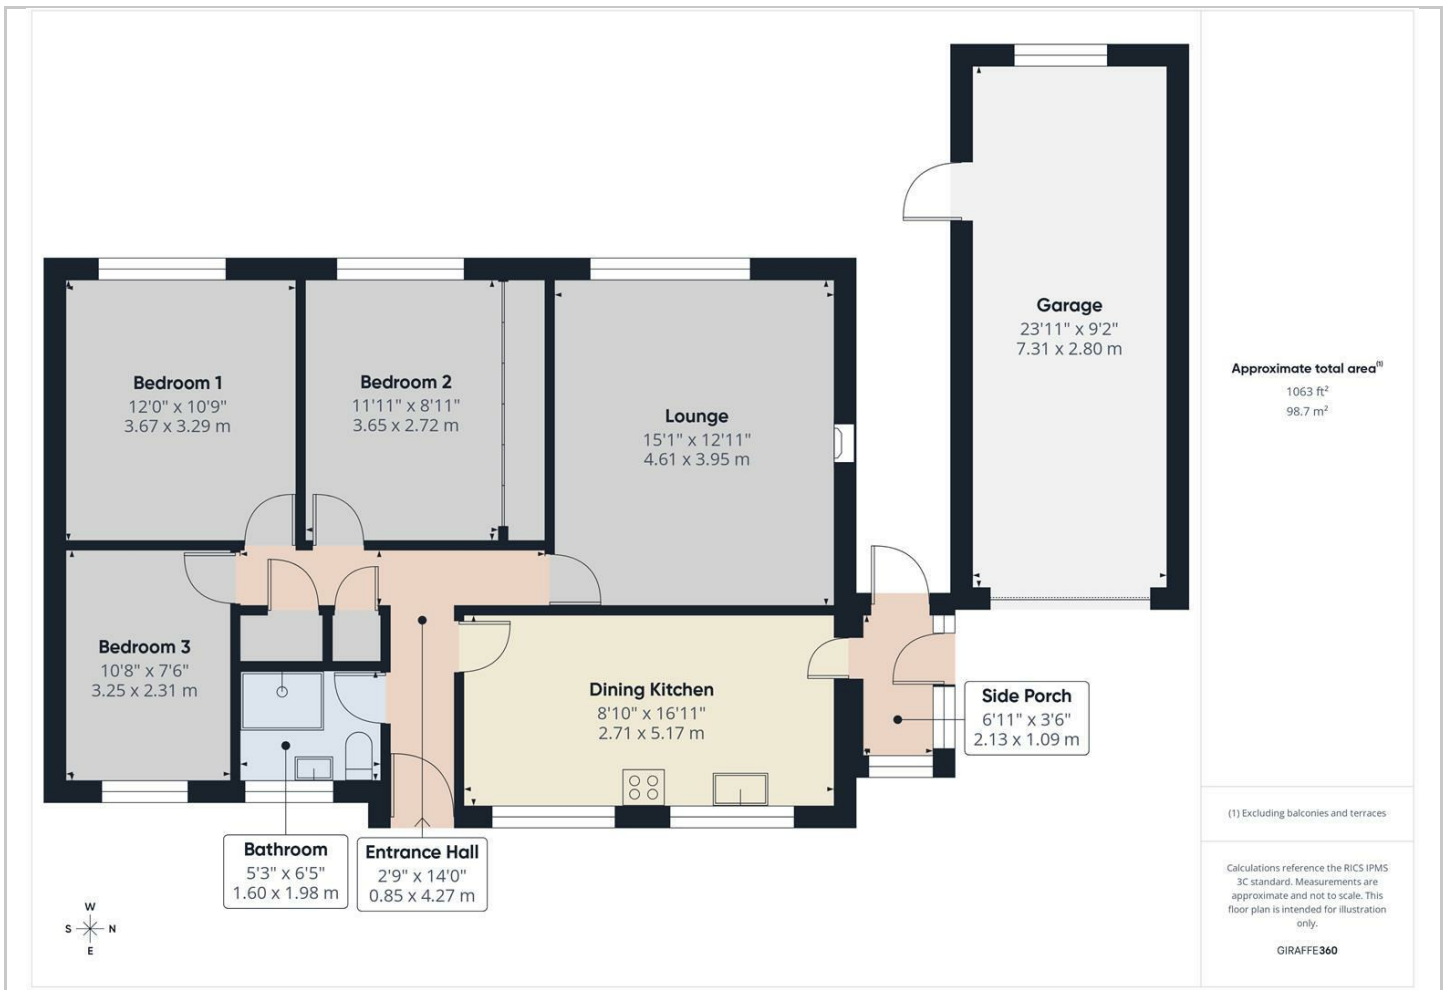 Garage
23'11" x 9'2"
7.31 x 2.80 m
Bedroom 1
12'0" x 10'9"
3.67 x 3.29 m
Bedroom 2
11'11" x 8'11"
3.65 x 2.72 m
Lounge
15'1" x 12'11"
4.61 x 3.95 m
Bedroom 3
10'8" x 7'6"
3.25 x 2.31 m
Dining Kitchen
8'10" x 16'11"
2.71 x 5.17 m
Side Porch
6'11" x 3'6"
2.13 x 1.09 m
Bathroom
5'3" x 6'5"
1.60 x 1.98 m
Entrance Hall
2'9" x 14'0"
0.85 x 4.27 m
W
S N
E
Approximate total area(1)
1063 ft²
98.7 m²
(1) Excluding balconies and terraces
Calculations reference the RICS IPMS
3C standard. Measurements are
approximate and not to scale. This
floor plan is intended for illustration
only.
GIRAFFE360